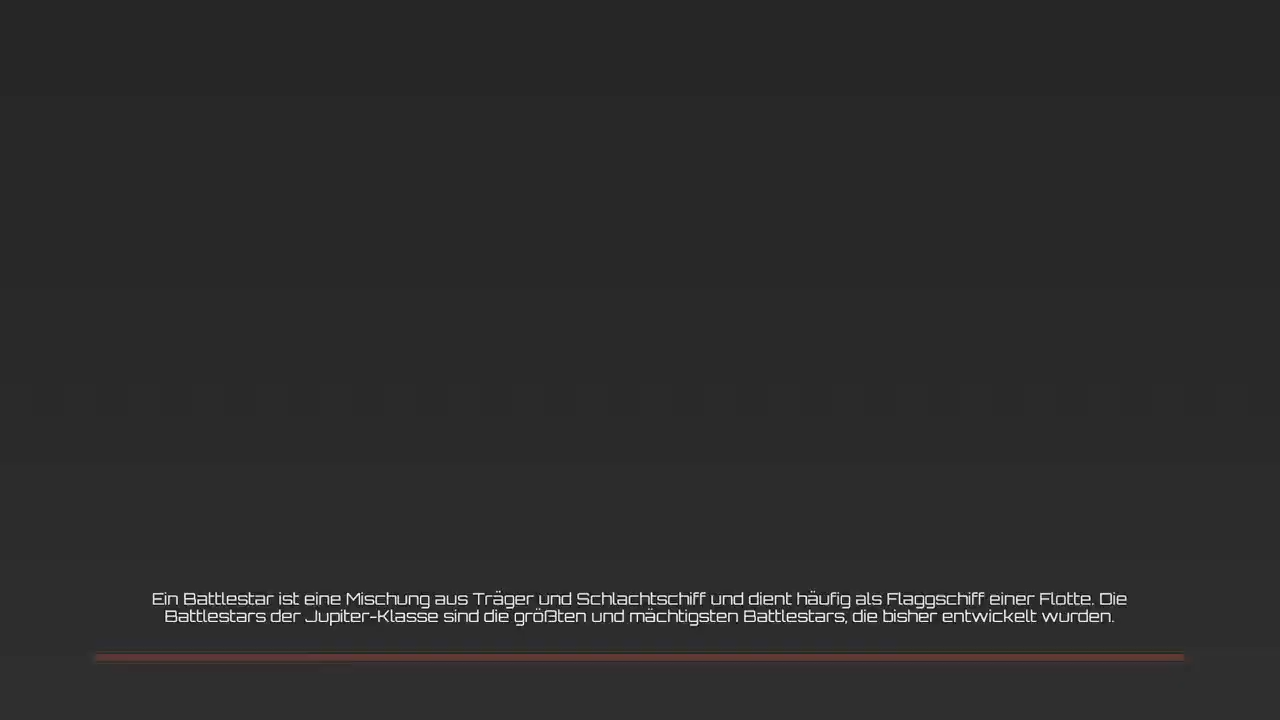 Ein Battlestar ist eine Mischung aus Träger und Schlachtschiff und dient häufig als Flaggschiff einer Flotte. Die
Battlestars der Jupiter-Klasse sind die größten und mächtigsten Battlestars, die bisher entwickelt wurden.